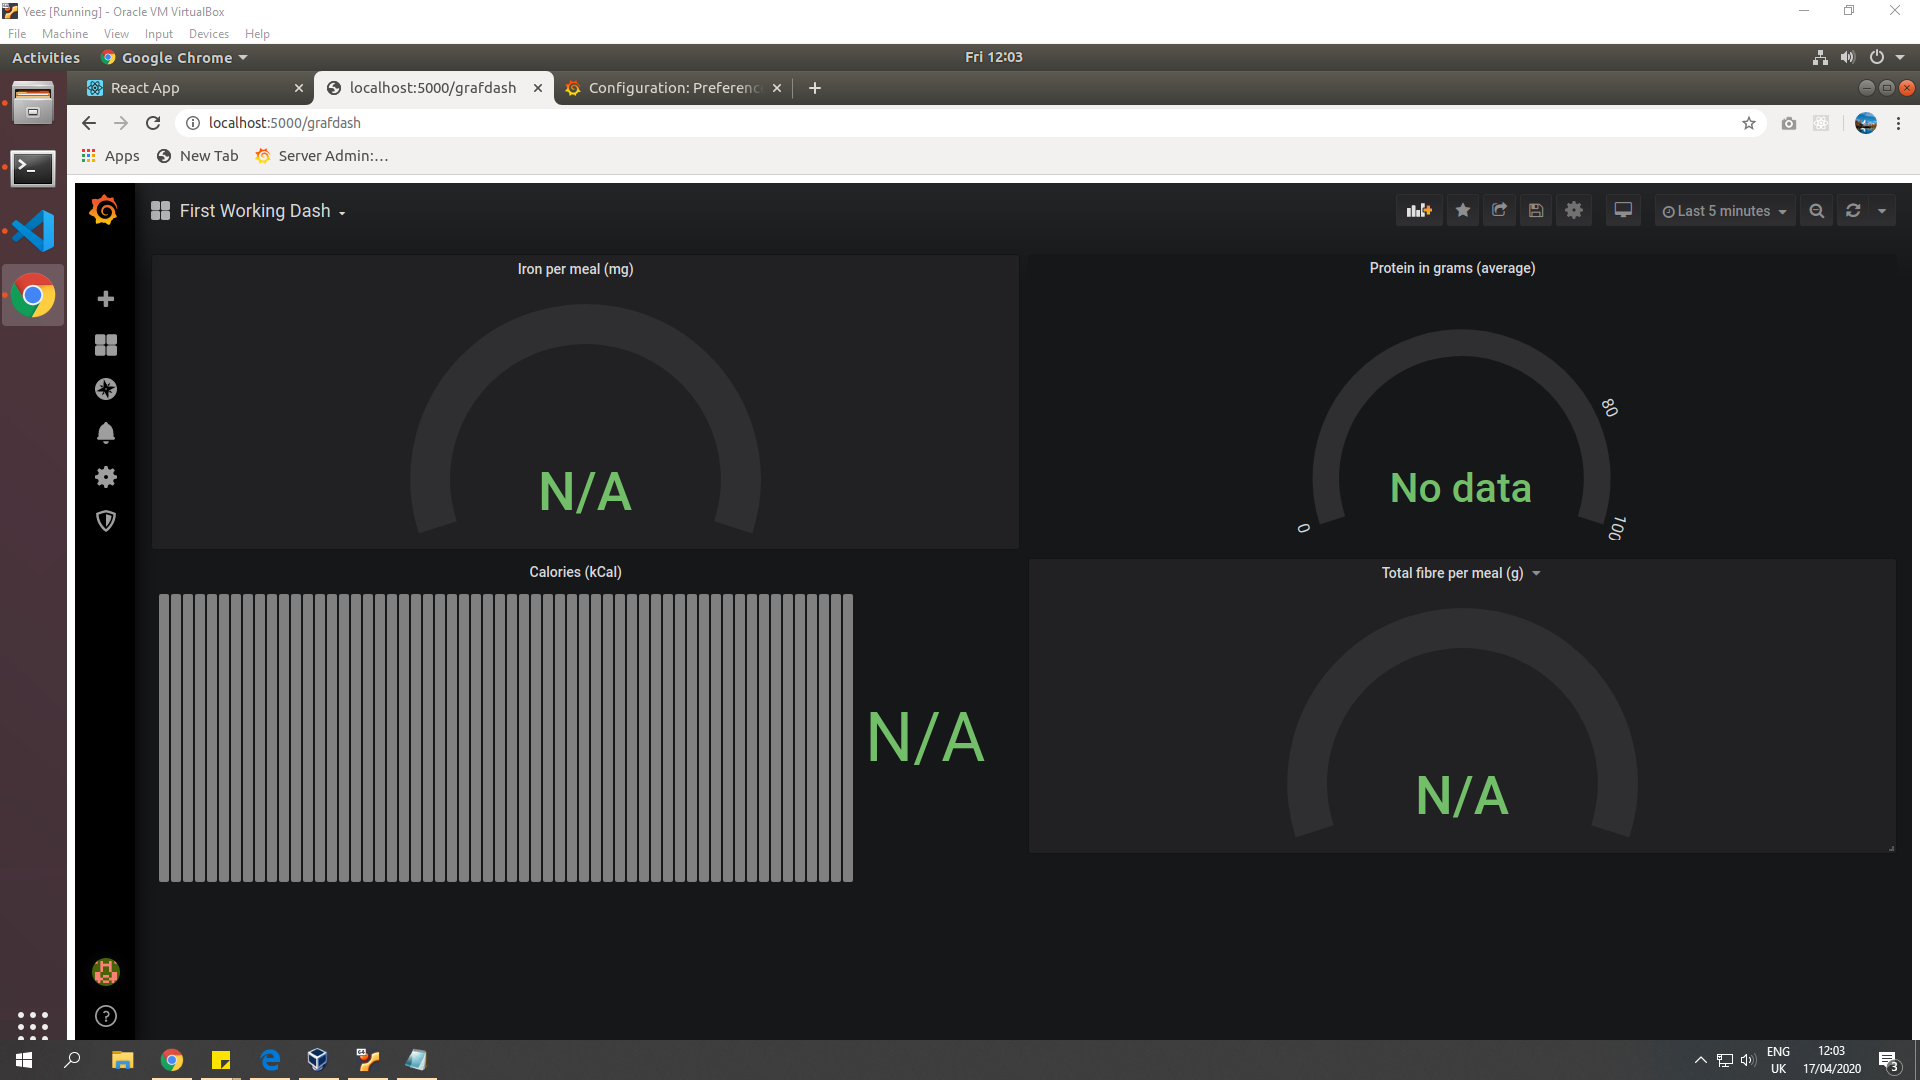 Yees [Running] - Oracle VM VirtualBox
File Machine View Input Devices Help
Activities Google Chrome Fri 12:03
React App localhost:5000/grafdash Configuration: Preferenc
localhost:5000/grafdash
Apps New Tab Server Admin:...
First Working Dash Last 5 minutes
Iron per meal (mg)
N/A
Protein in grams (average)
0 80 100
No data
Calories (kCal)
N/A
Total fibre per meal (g)
N/A
ENG 12:03
UK 17/04/2020 3